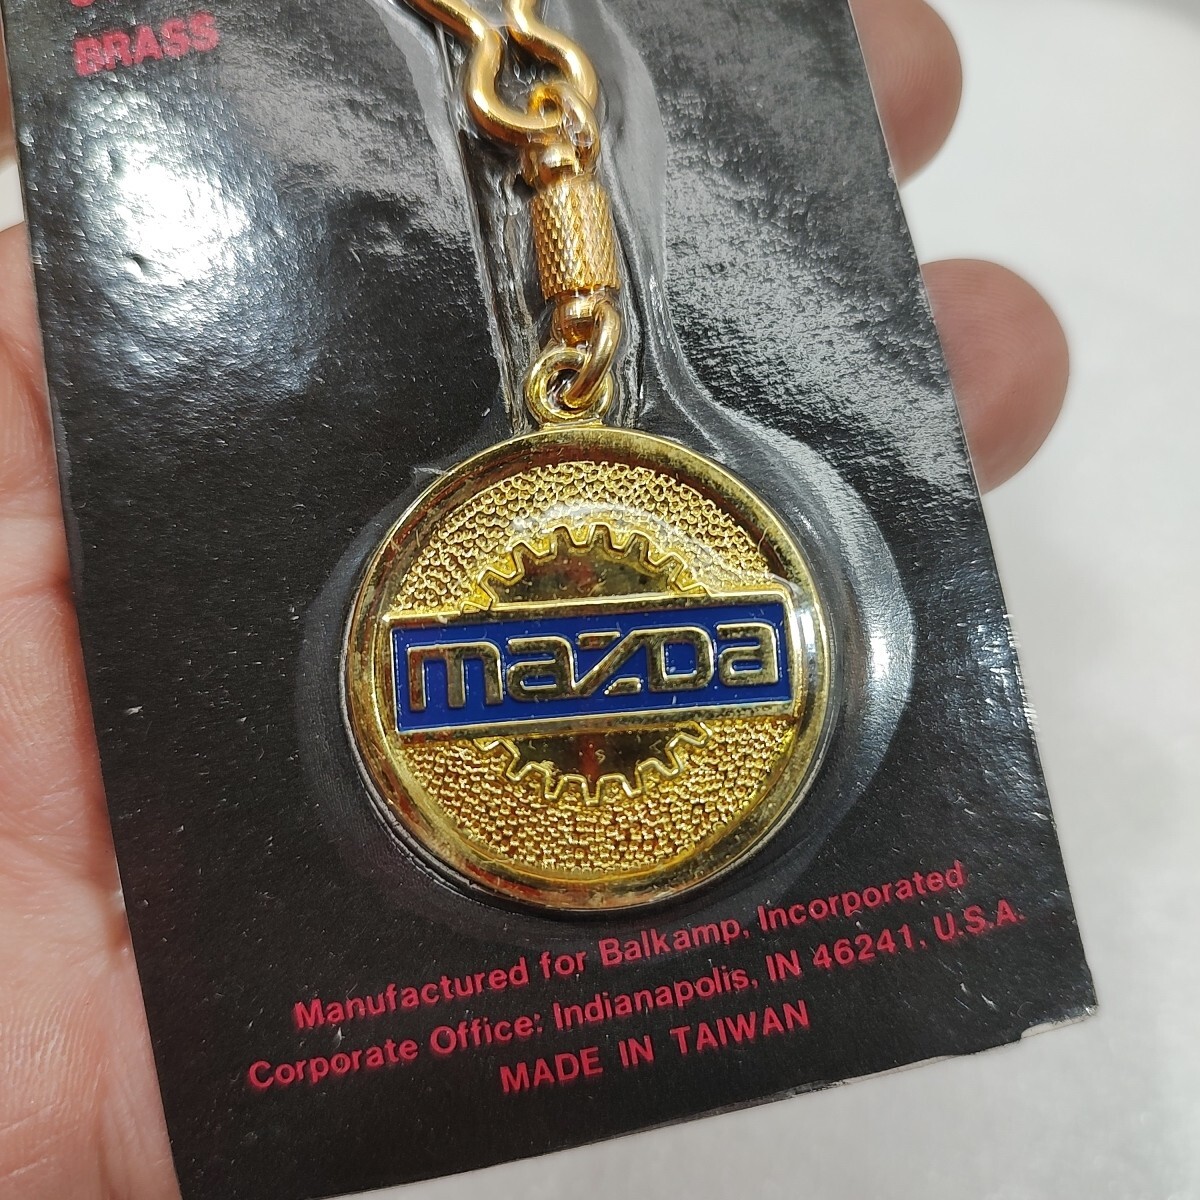 BRASS
mazda
Manufactured for Balkamp, Incorporated
Corporate Office: Indianapolis, IN 46241, U.S.A.
MADE IN TAIWAN